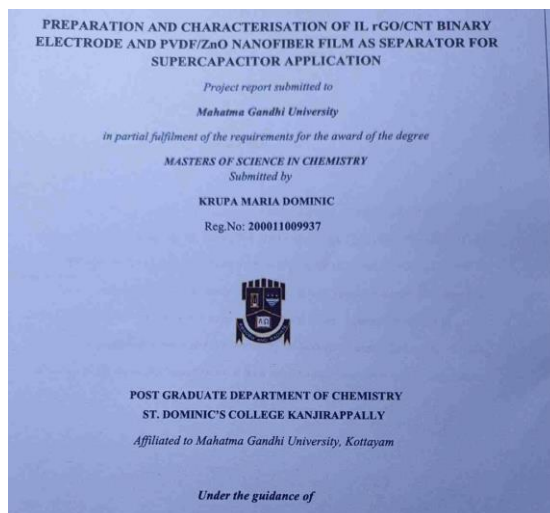 PREPARATION AND CHARACTERISATION OF IL rGO/CNT BINARY
ELECTRODE AND PVDF/ZnO NANOFIBER FILM AS SEPARATOR FOR
SUPERCAPACITOR APPLICATION
Project report submitted to
Mahatma Gandhi University
in partial fulfilment of the requirements for the award of the degree
MASTERS OF SCIENCE IN CHEMISTRY
Submitted by
KRUPA MARIA DOMINIC
Reg.No: 200011009937
POST GRADUATE DEPARTMENT OF CHEMISTRY
ST. DOMINIC'S COLLEGE KANJIRAPPALLY
Affiliated to Mahatma Gandhi University, Kottayam
Under the guidance of